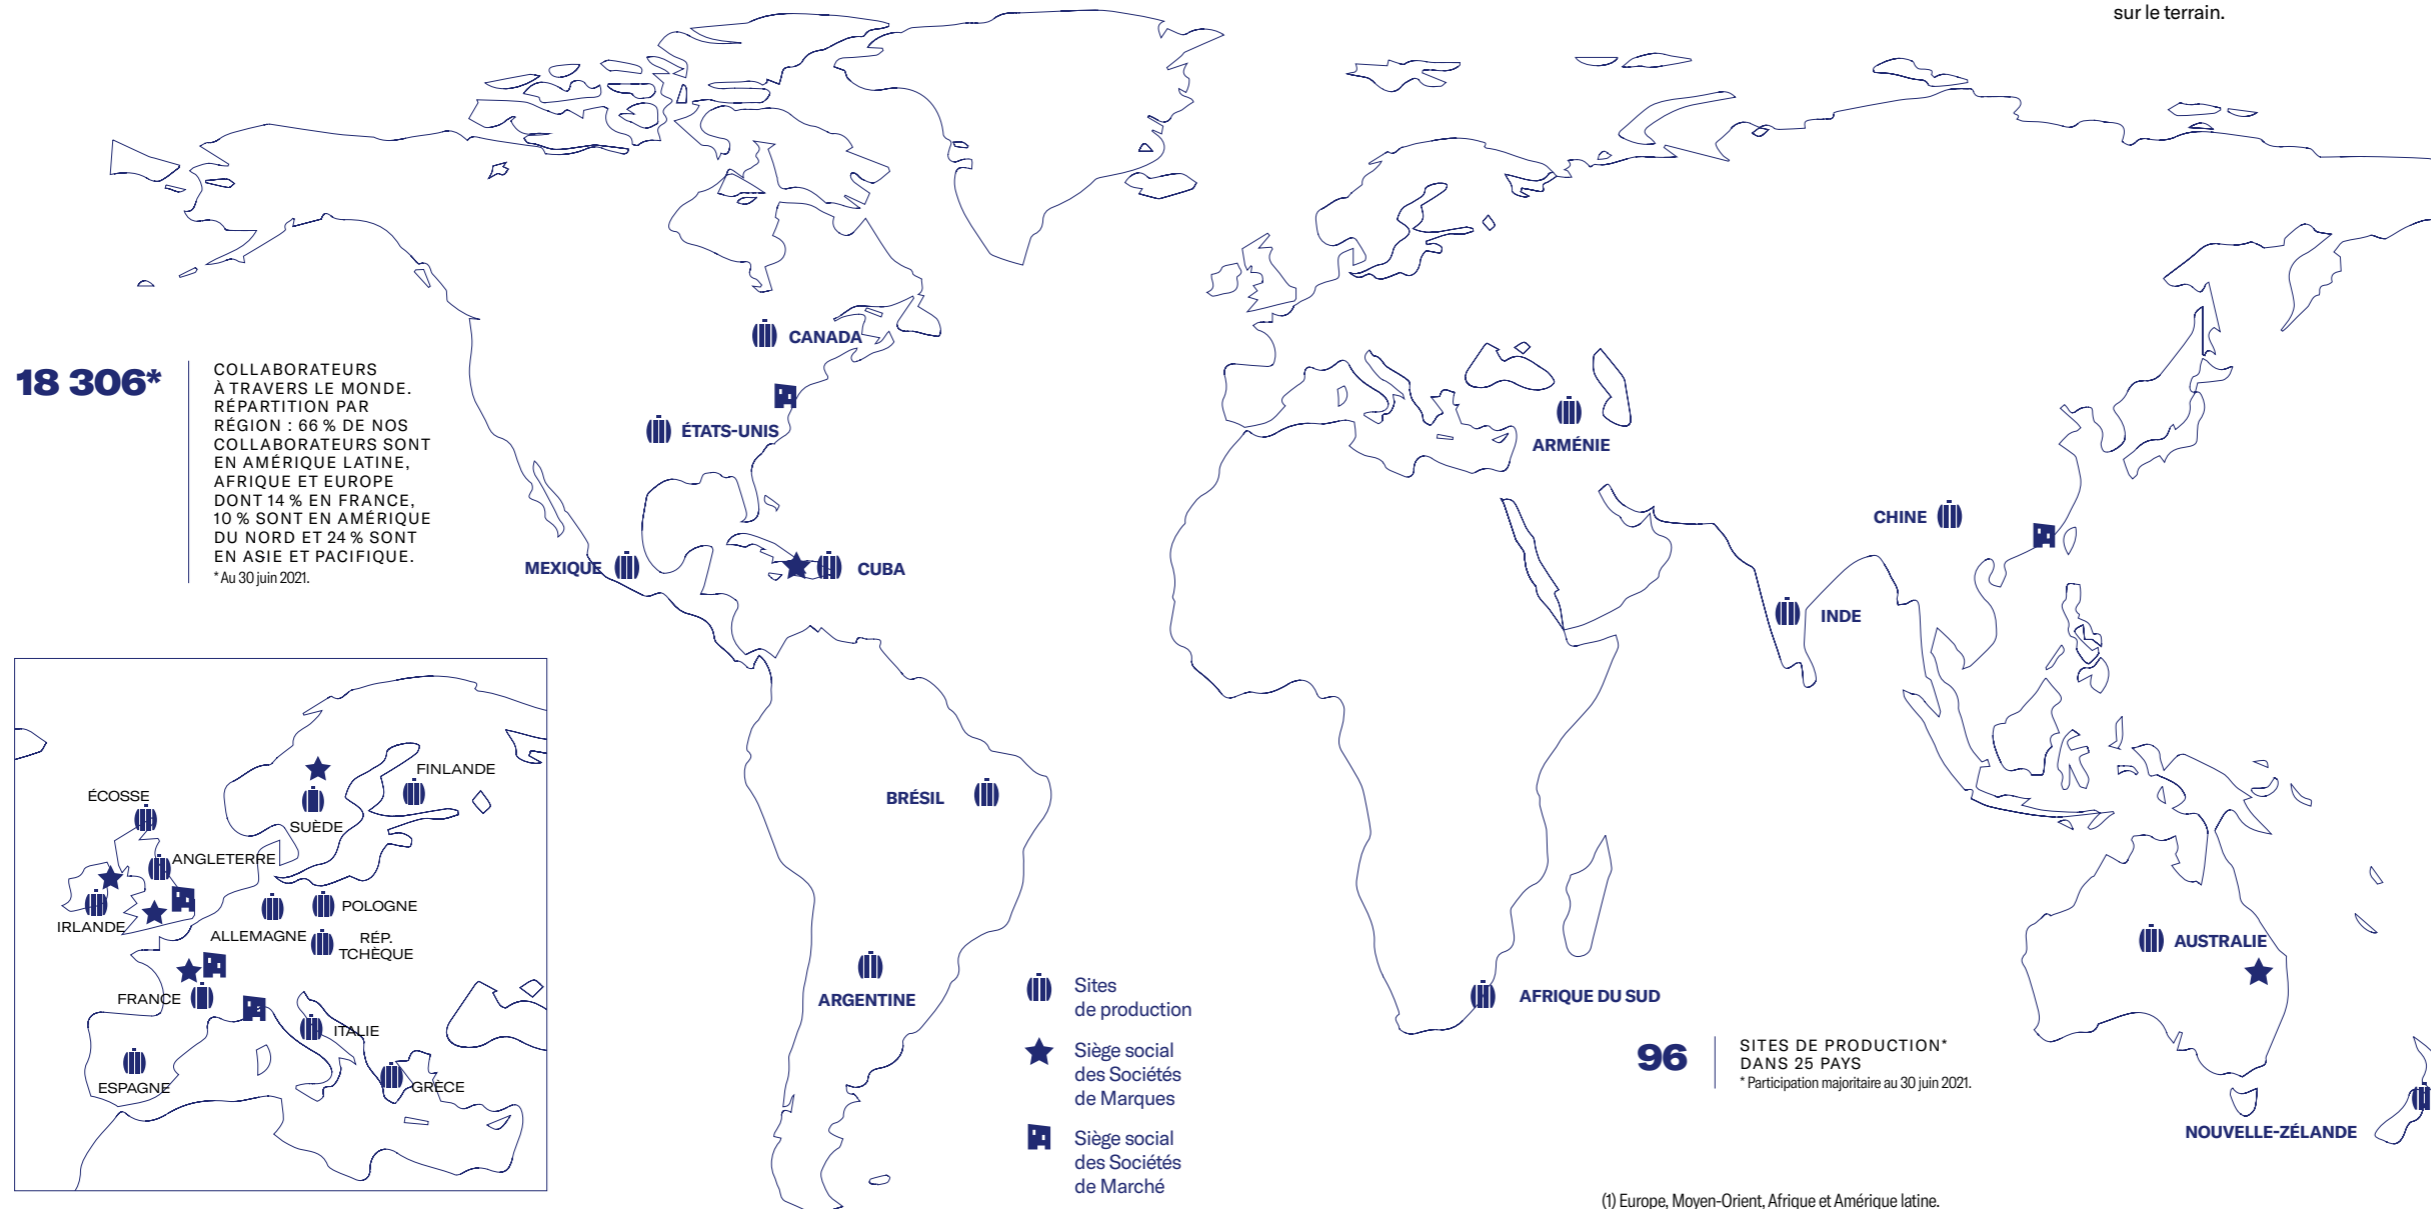 sur le terrain.
18 306*
COLLABORATEURS
À TRAVERS LE MONDE.
RÉPARTITION PAR
RÉGION : 66 % DE NOS
COLLABORATEURS SONT
EN AMÉRIQUE LATINE,
AFRIQUE ET EUROPE
DONT 14 % EN FRANCE,
10 % SONT EN AMÉRIQUE
DU NORD ET 24 % SONT
EN ASIE ET PACIFIQUE.
* Au 30 juin 2021.
CANADA
ÉTATS-UNIS
MEXIQUE
CUBA
BRÉSIL
ARGENTINE
ARMÉNIE
CHINE
INDE
AFRIQUE DU SUD
AUSTRALIE
NOUVELLE-ZÉLANDE
FINLANDE
ÉCOSSE
SUÈDE
ANGLETERRE
IRLANDE
POLOGNE
ALLEMAGNE
RÉP.
TCHÈQUE
FRANCE
ITALIE
ESPAGNE
GRÈCE
Sites
de production
Siège social
des Sociétés
de Marques
Siège social
des Sociétés
de Marché
96
SITES DE PRODUCTION*
DANS 25 PAYS
* Participation majoritaire au 30 juin 2021.
(1) Europe, Moyen-Orient, Afrique et Amérique latine.